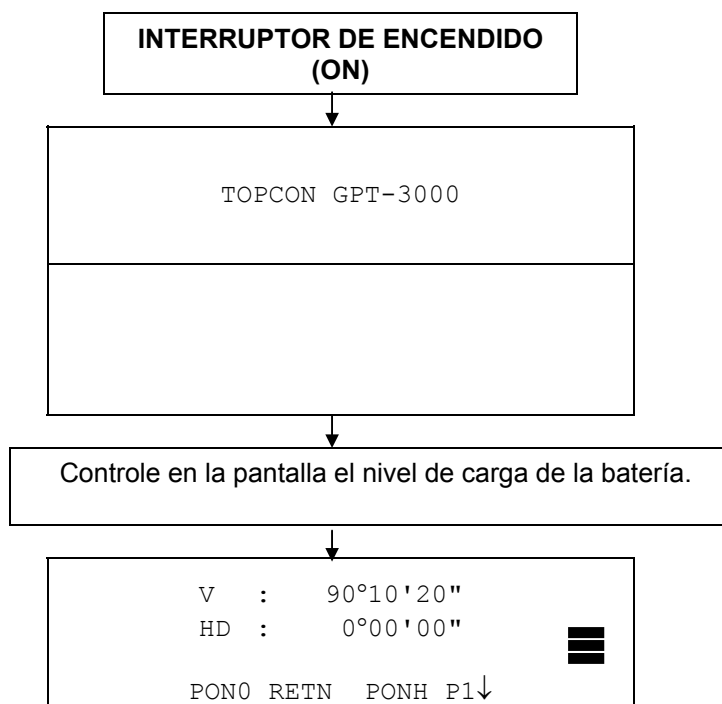 INTERRUPTOR DE ENCENDIDO
(ON)
TOPCON GPT-3000
Controle en la pantalla el nivel de carga de la batería.
V : 90°10'20"
HD : 0°00'00"
PON0 RETN PONH P1↓